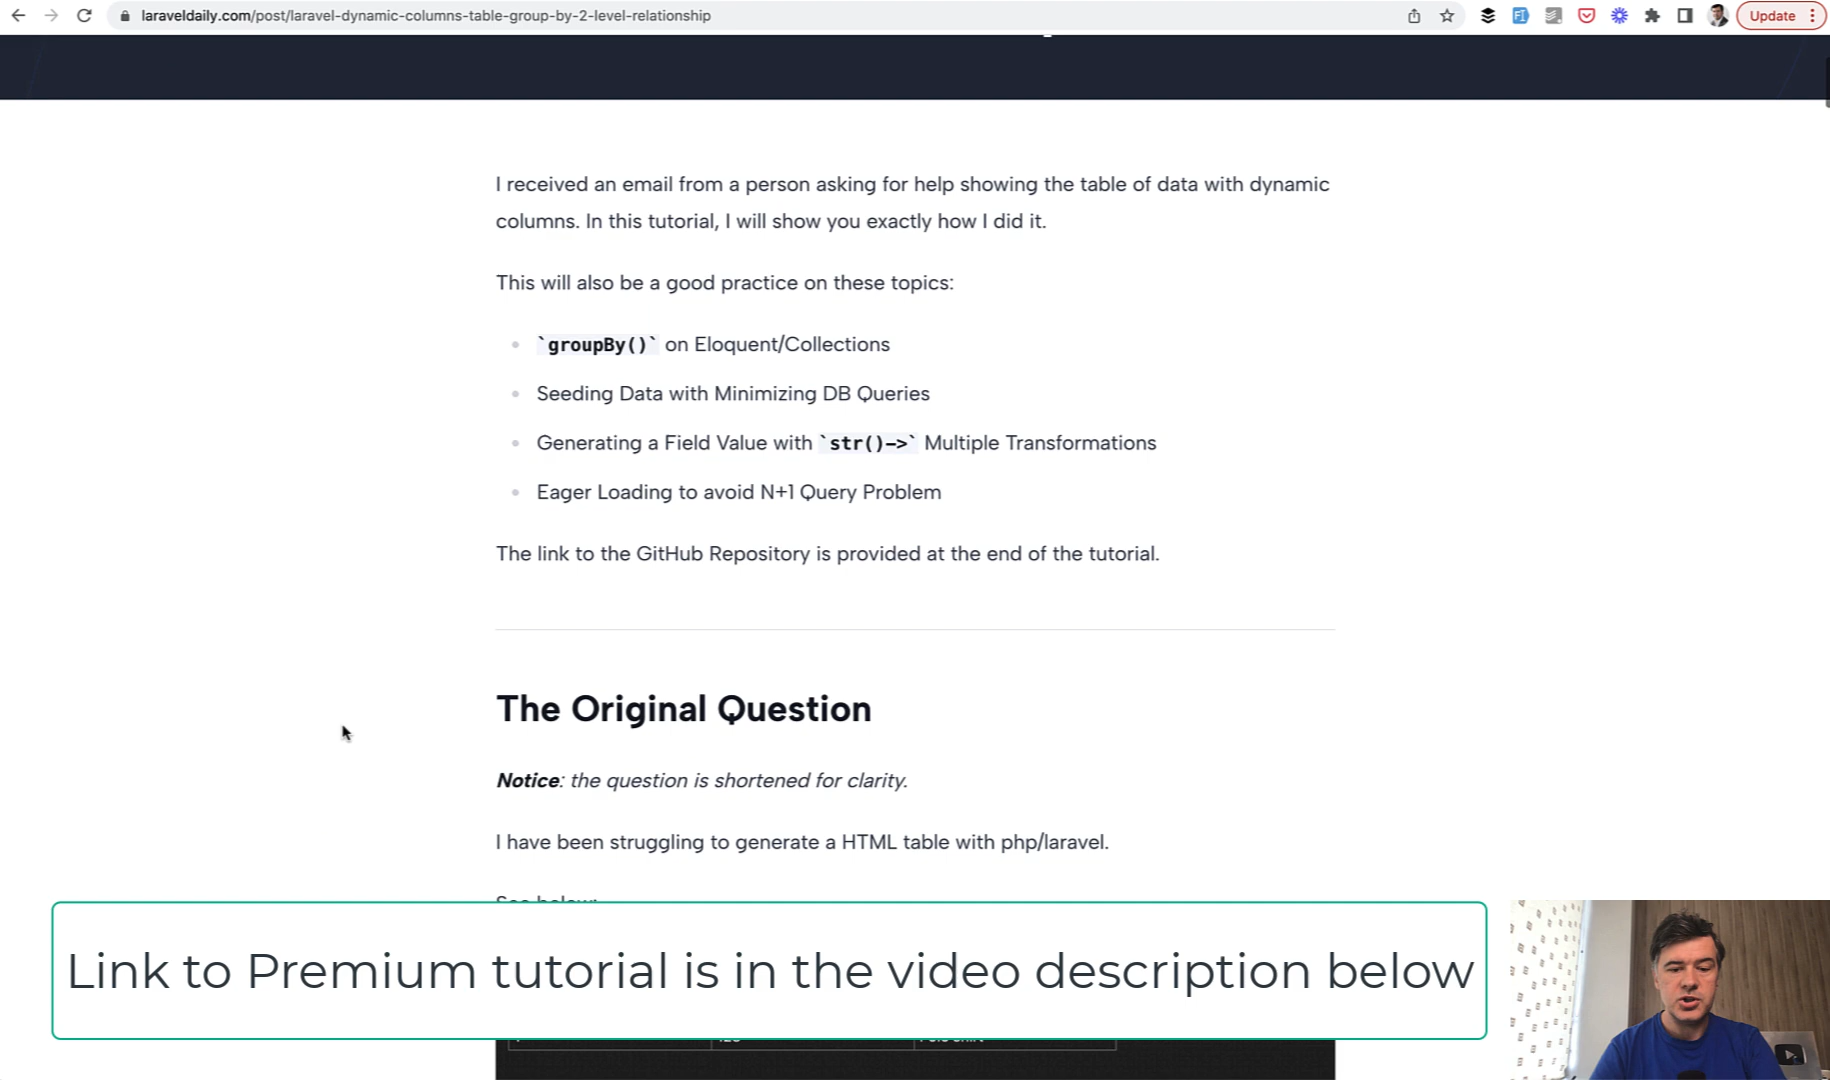 laraveldaily.com/post/laravel-dynamic-columns-table-group-by-2-level-relationship
Update
I received an email from a person asking for help showing the table of data with dynamic
columns. In this tutorial, I will show you exactly how I did it.
This will also be a good practice on these topics:
`groupBy()` on Eloquent/Collections
Seeding Data with Minimizing DB Queries
Generating a Field Value with `str()->` Multiple Transformations
Eager Loading to avoid N+1 Query Problem
The link to the GitHub Repository is provided at the end of the tutorial.
The Original Question
Notice: the question is shortened for clarity.
I have been struggling to generate a HTML table with php/laravel.
See below:
Link to Premium tutorial is in the video description below